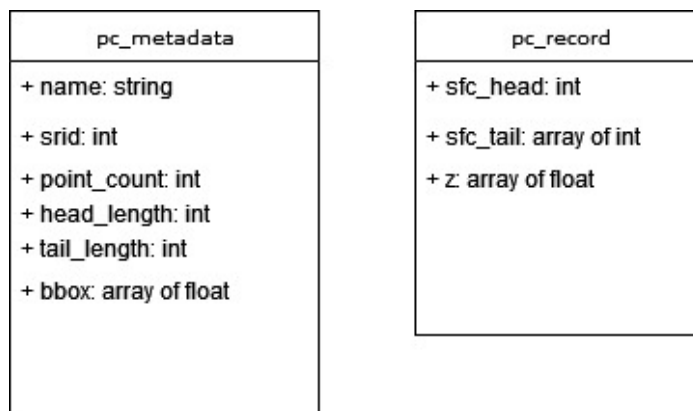 pc_metadata
+ name: string
+ srid: int
+ point_count: int
+ head_length: int
+ tail_length: int
+ bbox: array of float
pc_record
+ sfc_head: int
+ sfc_tail: array of int
+ z: array of float